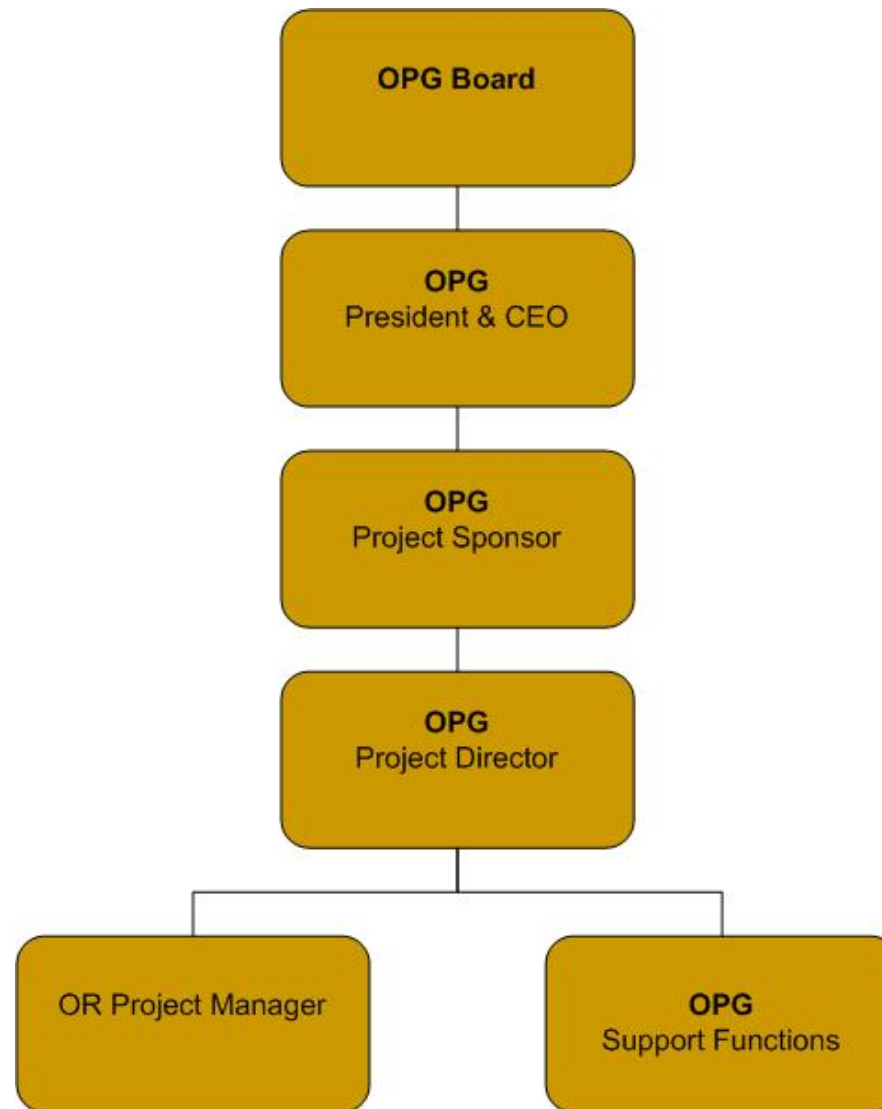 OPG Board
OPG
President & CEO
OPG
Project Sponsor
OPG
Project Director
OR Project Manager
OPG
Support Functions